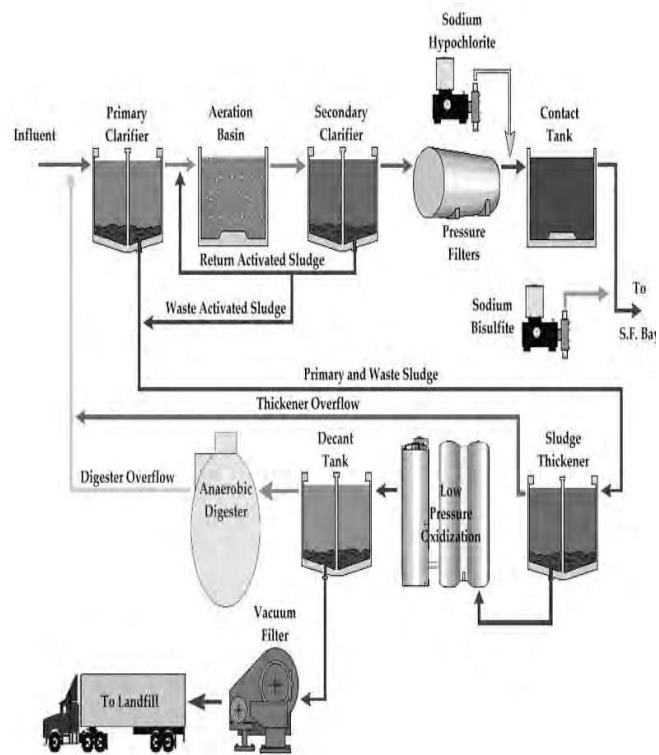 Sodium
Hypochlorite
Primary
Clarifier
Aeration
Basin
Secondary
Clarifier
Contact
Tank
Influent
Pressure
Filters
Return Activated Sludge
Waste Activated Sludge
Sodium
Bisulfite
To
S.F. Bay
Primary and Waste Sludge
Thickener Overflow
Decant
Tank
Sludge
Thickener
Digester Overflow
Anaerobic
Digester
Low
Pressure
Oxidization
Vacuum
Filter
To Landfill